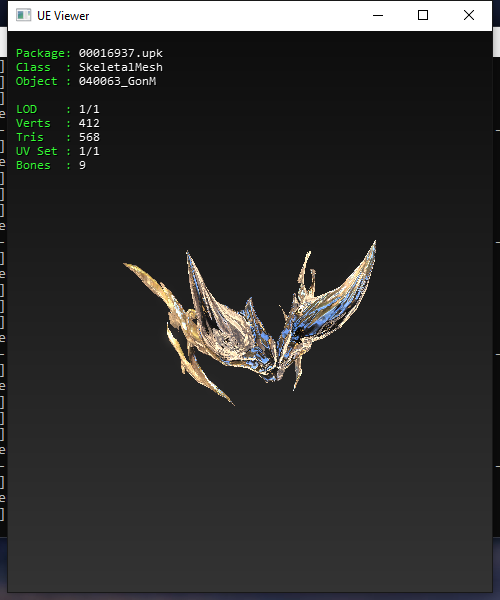 UE Viewer
Package: 00016937.upk
Class  : SkeletalMesh
Object : 040063_GonM
LOD    : 1/1
Verts  : 412
Tris   : 568
UV Set : 1/1
Bones  : 9